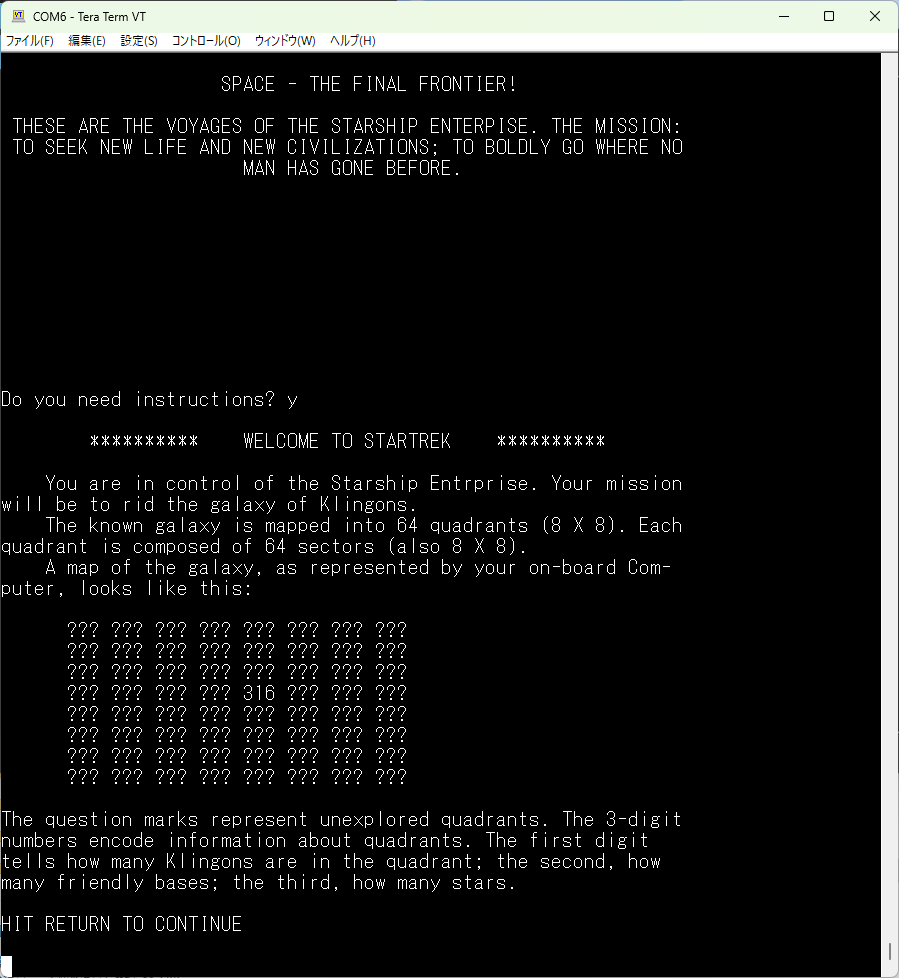 COM6 - Tera Term VT
ファイル(F) 編集(E) 設定(S) コントロール(O) ウィンドウ(W) ヘルプ(H)
SPACE - THE FINAL FRONTIER!
THESE ARE THE VOYAGES OF THE STARSHIP ENTERPISE. THE MISSION:
TO SEEK NEW LIFE AND NEW CIVILIZATIONS; TO BOLDLY GO WHERE NO
MAN HAS GONE BEFORE.
Do you need instructions? y
********** WELCOME TO STARTREK **********
You are in control of the Starship Entrprise. Your mission
will be to rid the galaxy of Klingons.
The known galaxy is mapped into 64 quadrants (8 X 8). Each
quadrant is composed of 64 sectors (also 8 X 8).
A map of the galaxy, as represented by your on-board Com-
puter, looks like this:
??? ??? ??? ??? ??? ??? ??? ???
??? ??? ??? ??? ??? ??? ??? ???
??? ??? ??? ??? ??? ??? ??? ???
??? ??? ??? ??? 316 ??? ??? ???
??? ??? ??? ??? ??? ??? ??? ???
??? ??? ??? ??? ??? ??? ??? ???
??? ??? ??? ??? ??? ??? ??? ???
??? ??? ??? ??? ??? ??? ??? ???
The question marks represent unexplored quadrants. The 3-digit
numbers encode information about quadrants. The first digit
tells how many Klingons are in the quadrant; the second, how
many friendly bases; the third, how many stars.
HIT RETURN TO CONTINUE